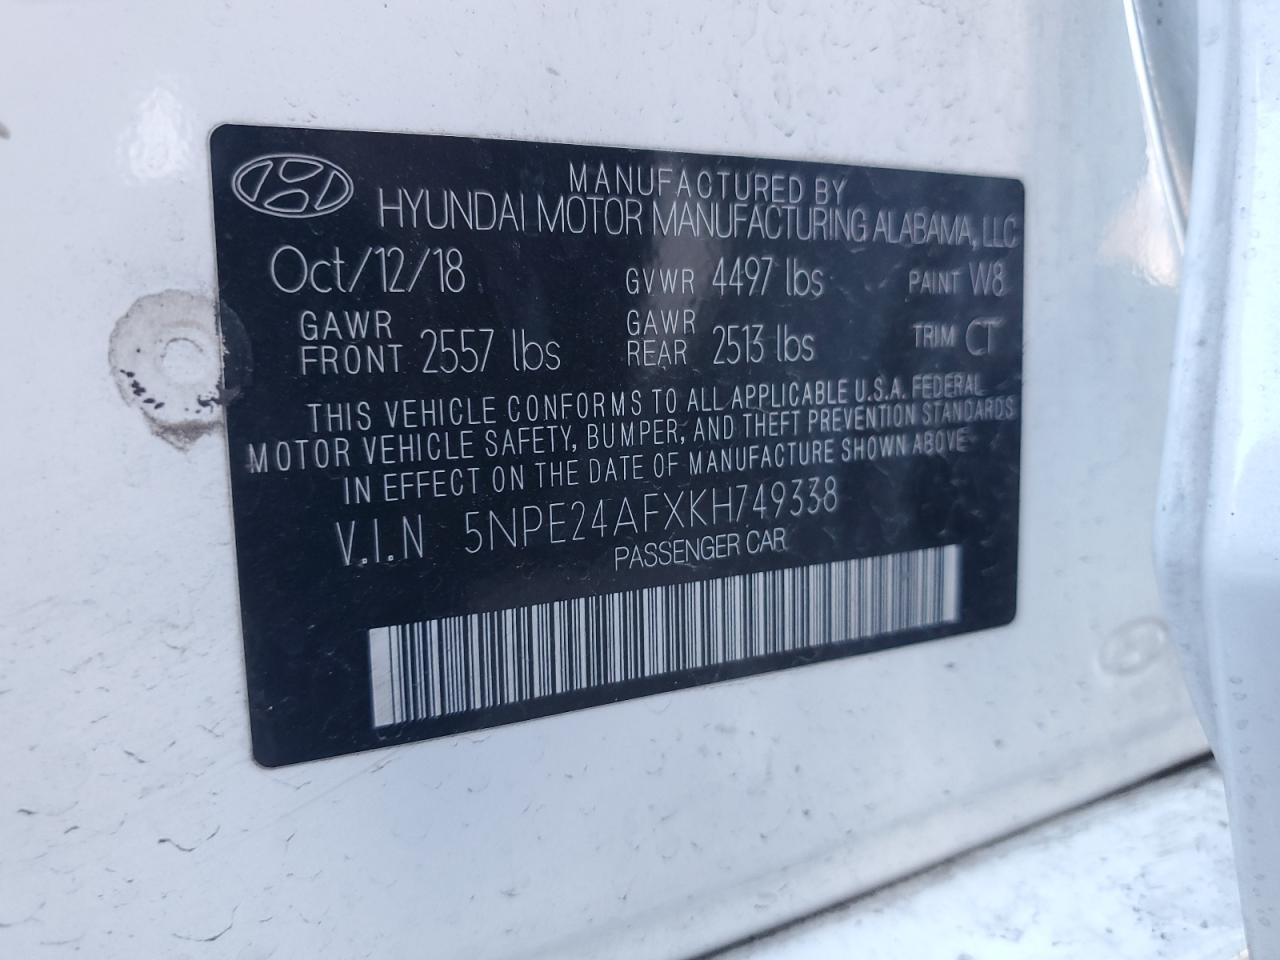 MANUFACTURED BY
HYUNDAI MOTOR MANUFACTURING ALABAMA, LLC
Oct/12/18 GVWR 4497 lbs PAINT W8
GAWR FRONT 2557 lbs GAWR REAR 2513 lbs TRIM CT
THIS VEHICLE CONFORMS TO ALL APPLICABLE U.S.A. FEDERAL
MOTOR VEHICLE SAFETY, BUMPER, AND THEFT PREVENTION STANDARDS
IN EFFECT ON THE DATE OF MANUFACTURE SHOWN ABOVE
V.I.N 5NPE24AFXKH749338
PASSENGER CAR